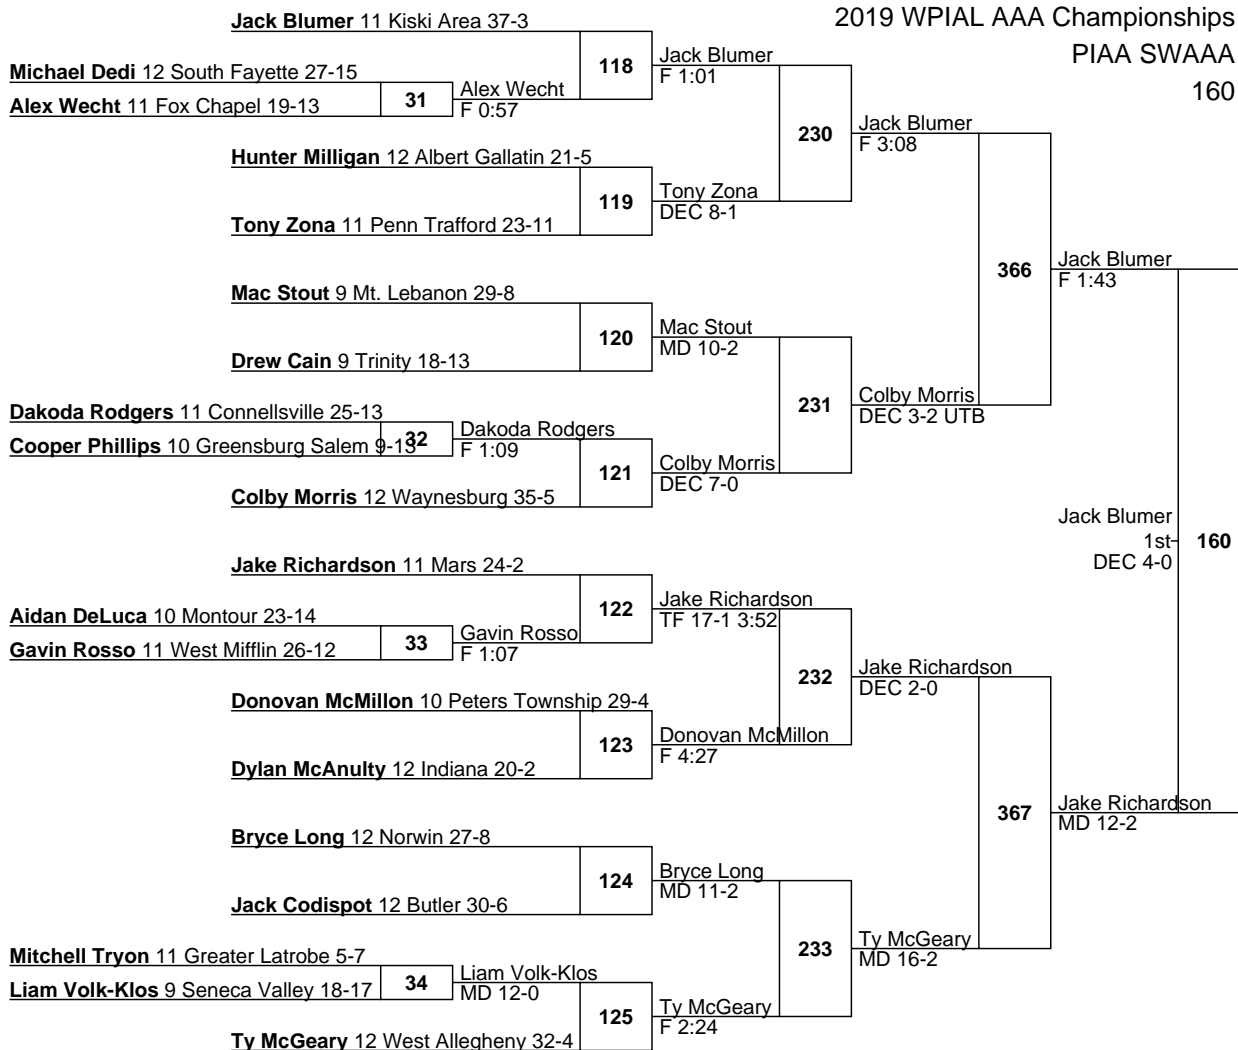 2019 WPIAL AAA Championships
PIAA SWAAA
160
Jack Blumer 11 Kiski Area 37-3
118
Jack Blumer
F 1:01
Michael Dedi 12 South Fayette 27-15
31
Alex Wecht
F 0:57
Alex Wecht 11 Fox Chapel 19-13
230
Jack Blumer
F 3:08
Hunter Milligan 12 Albert Gallatin 21-5
119
Tony Zona
DEC 8-1
Tony Zona 11 Penn Trafford 23-11
366
Jack Blumer
F 1:43
Mac Stout 9 Mt. Lebanon 29-8
120
Mac Stout
MD 10-2
Drew Cain 9 Trinity 18-13
231
Colby Morris
DEC 3-2 UTB
Dakoda Rodgers 11 Connellsville 25-13
32
Dakoda Rodgers
F 1:09
Cooper Phillips 10 Greensburg Salem 9-13
121
Colby Morris
DEC 7-0
Colby Morris 12 Waynesburg 35-5
Jack Blumer
1st
DEC 4-0
160
Jake Richardson 11 Mars 24-2
122
Jake Richardson
TF 17-1 3:52
Aidan DeLuca 10 Montour 23-14
33
Gavin Rosso
F 1:07
Gavin Rosso 11 West Mifflin 26-12
232
Jake Richardson
DEC 2-0
Donovan McMillon 10 Peters Township 29-4
123
Donovan McMillon
F 4:27
Dylan McAnulty 12 Indiana 20-2
367
Jake Richardson
MD 12-2
Bryce Long 12 Norwin 27-8
124
Bryce Long
MD 11-2
Jack Codispot 12 Butler 30-6
233
Ty McGeary
MD 16-2
Mitchell Tryon 11 Greater Latrobe 5-7
34
Liam Volk-Klos
MD 12-0
Liam Volk-Klos 9 Seneca Valley 18-17
125
Ty McGeary
F 2:24
Ty McGeary 12 West Allegheny 32-4